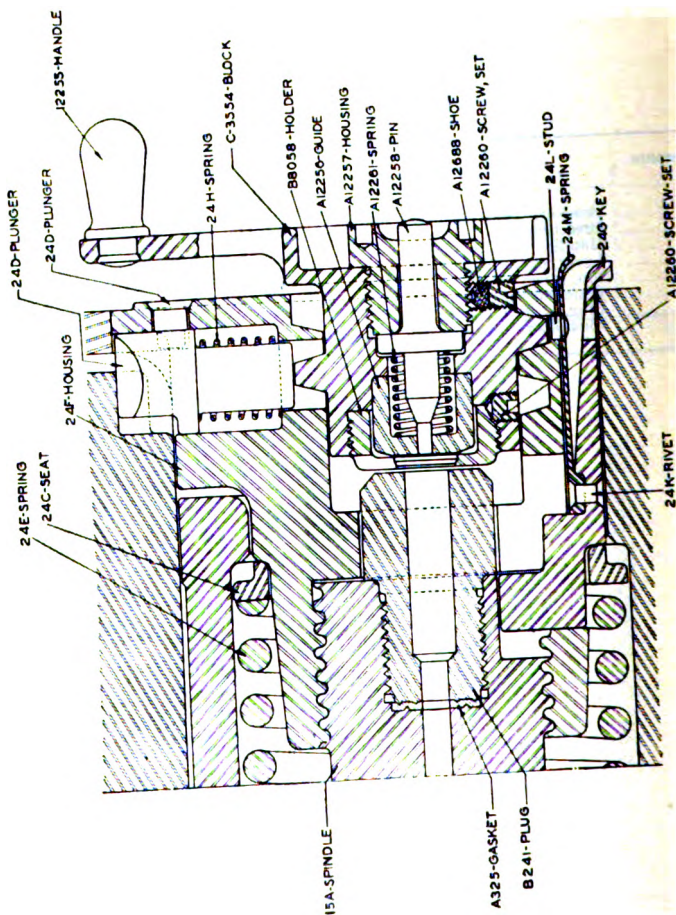 12255-HANDLE
24D-PLUNGER
24D-PLUNGER
24H-SPRING
C-3554-BLOCK
B8058-HOLDER
A12256-GUIDE
A12257-HOUSING
A12261-SPRING
A12258-PIN
A12688-SHOE
A12260-SCREW, SET
24L-STUD
24M-SPRING
24G-KEY
A12260-SCREW-SET
24F-HOUSING
24C-SEAT
24E-SPRING
24K-RIVET
15A-SPINDLE
A325-GASKET
B241-PLUG